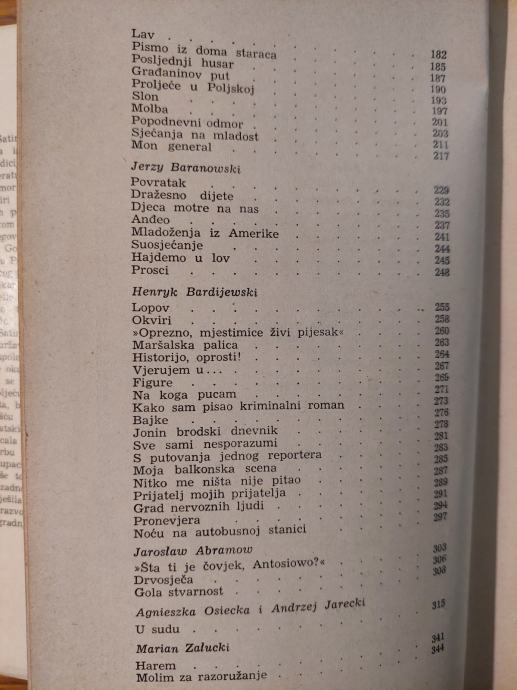 Lav . . . . . . . . 182
Pismo iz doma staraca . . . . . . 185
Posljednji husar . . . . . . 187
Građaninov put . . . . . . 190
Proljeće u Poljskoj . . . . . . 193
Slon . . . . . . . . 197
Molba . . . . . . . . 201
Popodnevni odmor . . . . . . 203
Sjećanja na mladost . . . . . . 211
Mon general . . . . . . 217
Jerzy Baranowski
Povratak . . . . . . . 229
Dražesno dijete . . . . . . 232
Djeca motre na nas . . . . . . 235
Anđeo . . . . . . . 237
Mladoženja iz Amerike . . . . . 241
Suosjećanje . . . . . . 244
Hajdemo u lov . . . . . . 245
Prosci . . . . . . . 248
Henryk Bardijewski
Lopov . . . . . . . 255
Okviri . . . . . . . 258
»Oprezno, mjestimice živi pijesak« . . . 260
Maršalska palica . . . . . . 263
Historijo, oprosti! . . . . . . 264
Vjerujem u... . . . . . . 267
Figure . . . . . . . 265
Na koga pucam . . . . . . 271
Kako sam pisao kriminalni roman . . . 273
Bajke . . . . . . . 276
Jonin brodski dnevnik . . . . . 278
Sve sami nesporazumi . . . . . 281
S putovanja jednog reportera . . . . 283
Moja balkonska scena . . . . . 285
Nitko me ništa nije pitao . . . . 287
Prijatelj mojih prijatelja . . . . 289
Grad nervoznih ljudi . . . . . 291
Pronevjera . . . . . . 294
Noću na autobusnoj stanici . . . . 297
Jarosław Abramow
»Šta ti je čovjek, Antosiowo?« . . . . 303
Drvosječa . . . . . . 306
Gola stvarnost . . . . . . 308
Agnieszka Osiecka i Andrzej Jarecki
U sudu . . . . . . . 315
Marian Załucki
Harem . . . . . . . 341
Molim za razoružanje . . . . . 344